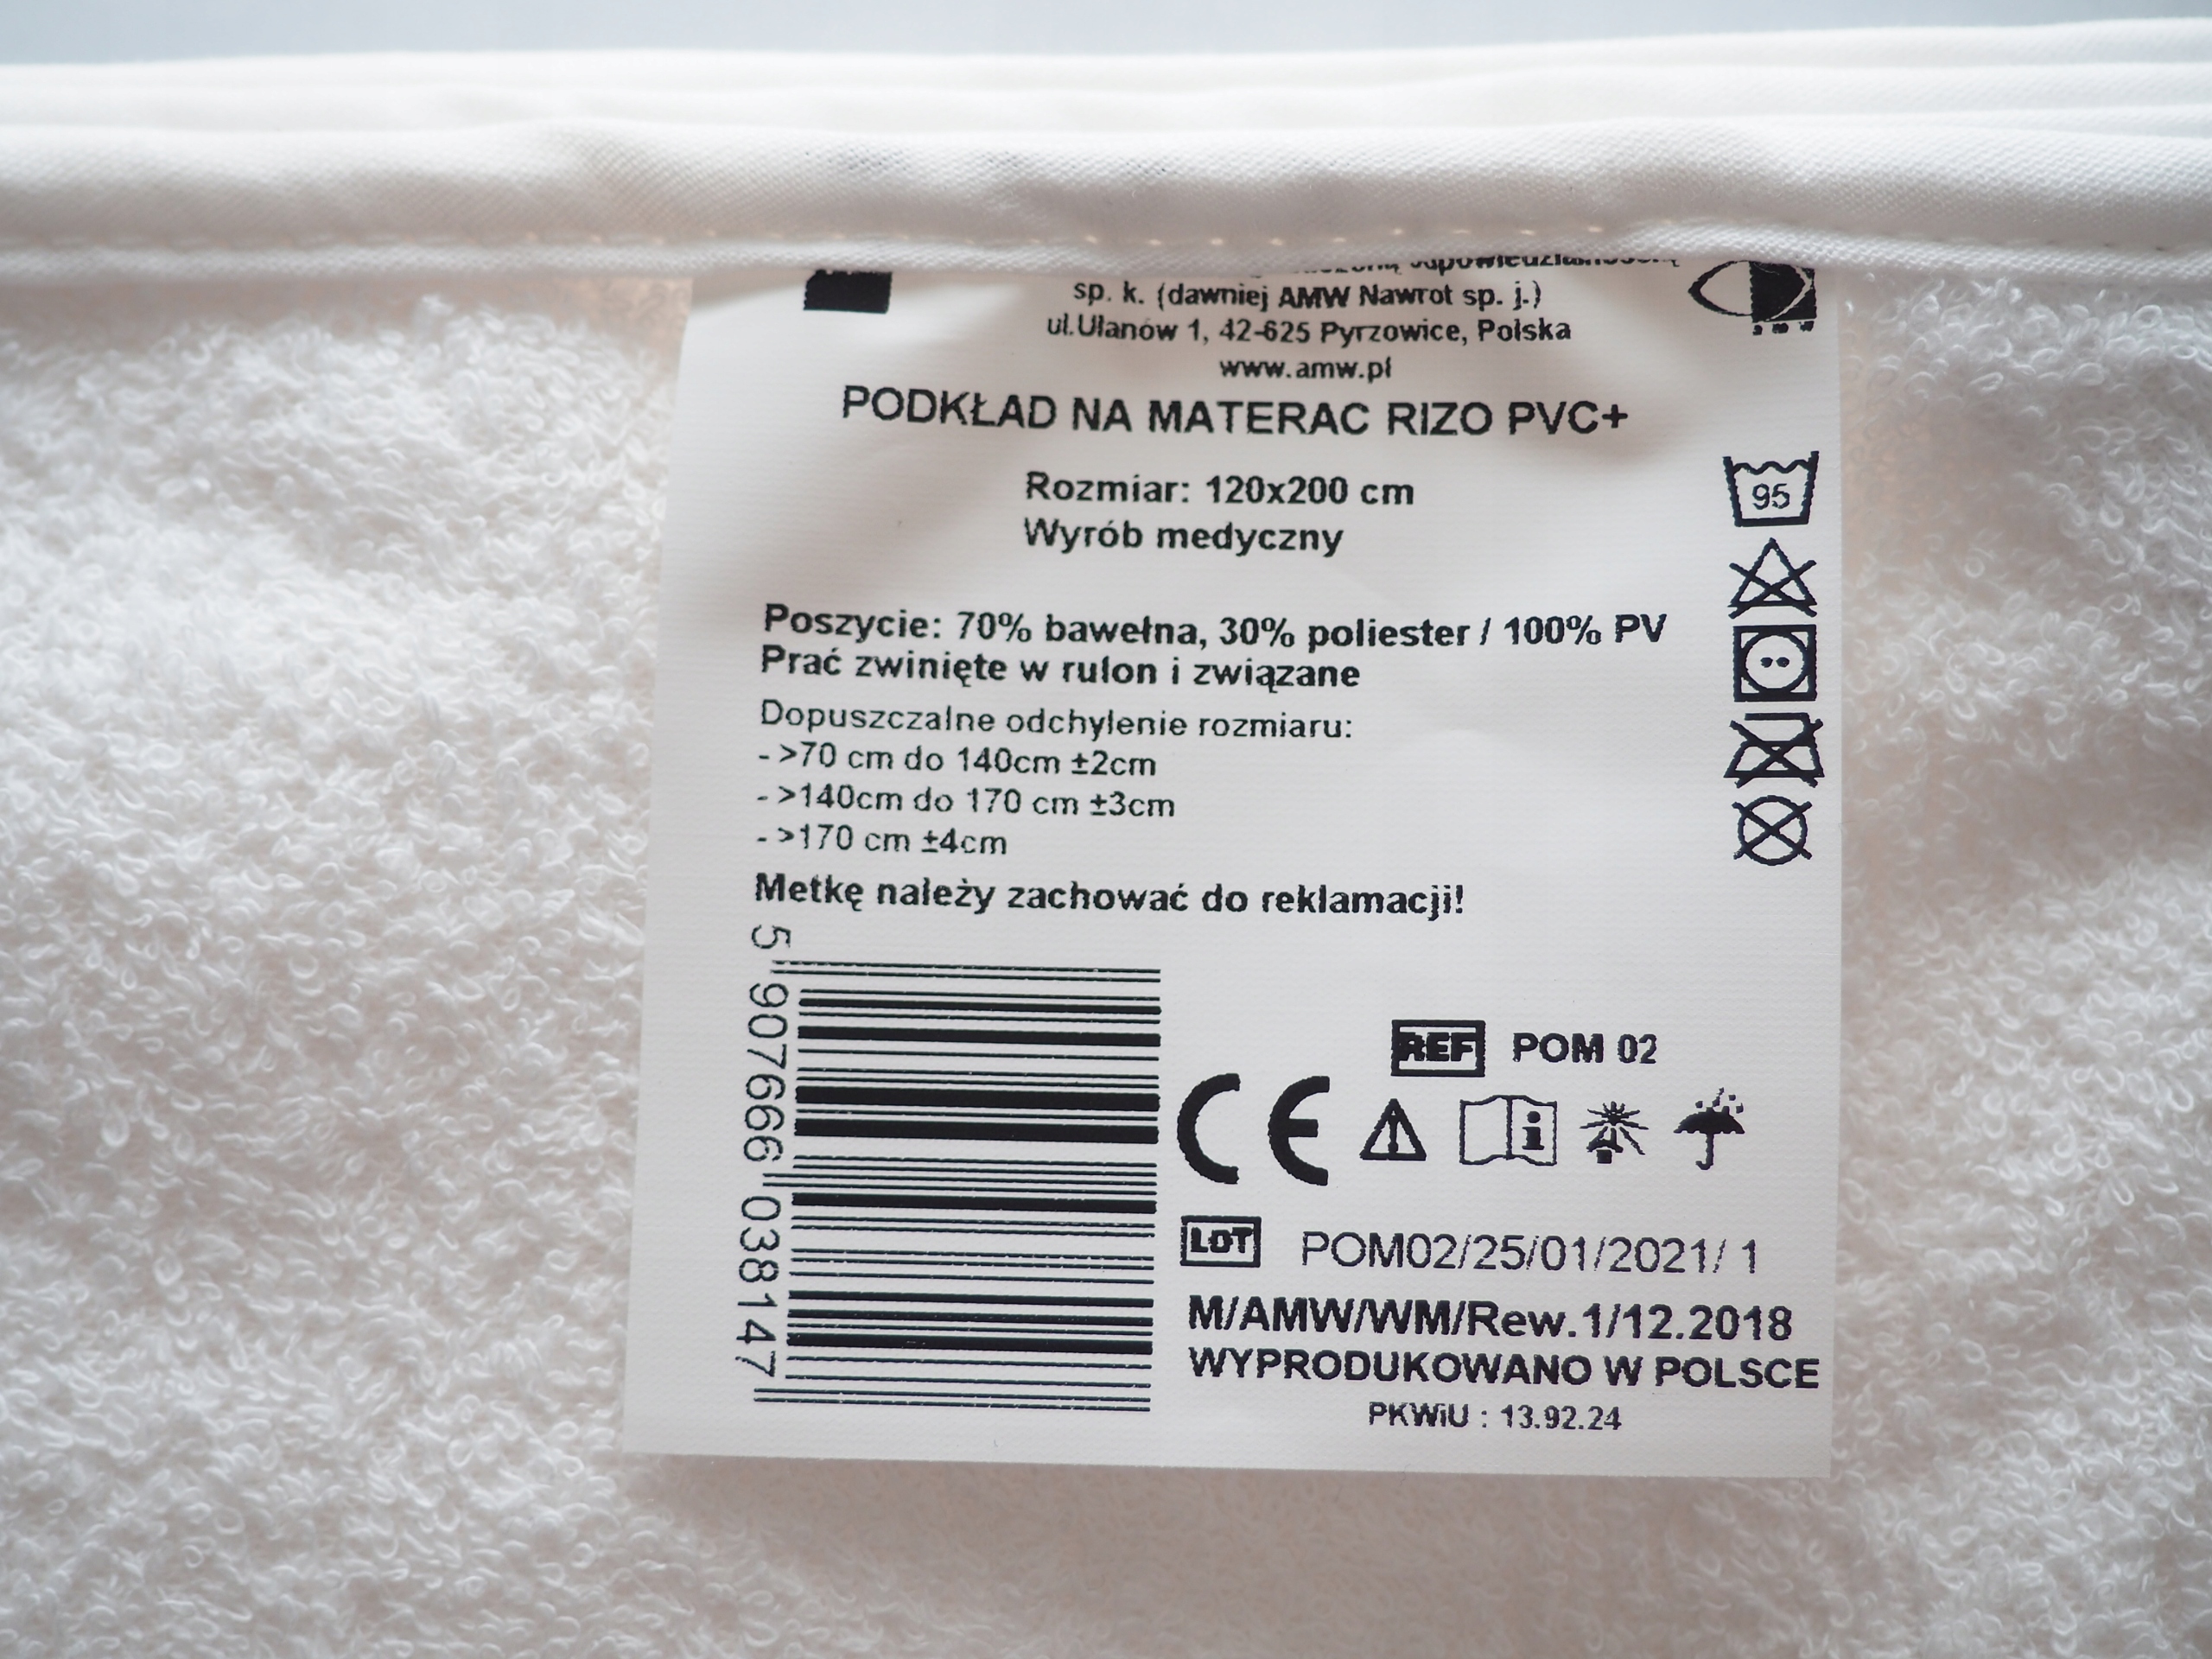 sp. k. (dawniej AMW Nawrot sp. j.)
ul.Ułanów 1, 42-625 Pyrzowice, Polska
www.amw.pl
PODKŁAD NA MATERAC RIZO PVC+
Rozmiar: 120x200 cm
Wyrób medyczny
95
Poszycie: 70% bawełna, 30% poliester / 100% PV
Prać zwinięte w rulon i związane
Dopuszczalne odchylenie rozmiaru:
- >70 cm do 140cm ±2cm
- >140cm do 170 cm ±3cm
- >170 cm ±4cm
Metkę należy zachować do reklamacji!
5 907666 038147
REF POM 02
CE
LOT POM02/25/01/2021/ 1
M/AMW/WM/Rew.1/12.2018
WYPRODUKOWANO W POLSCE
PKWiU : 13.92.24